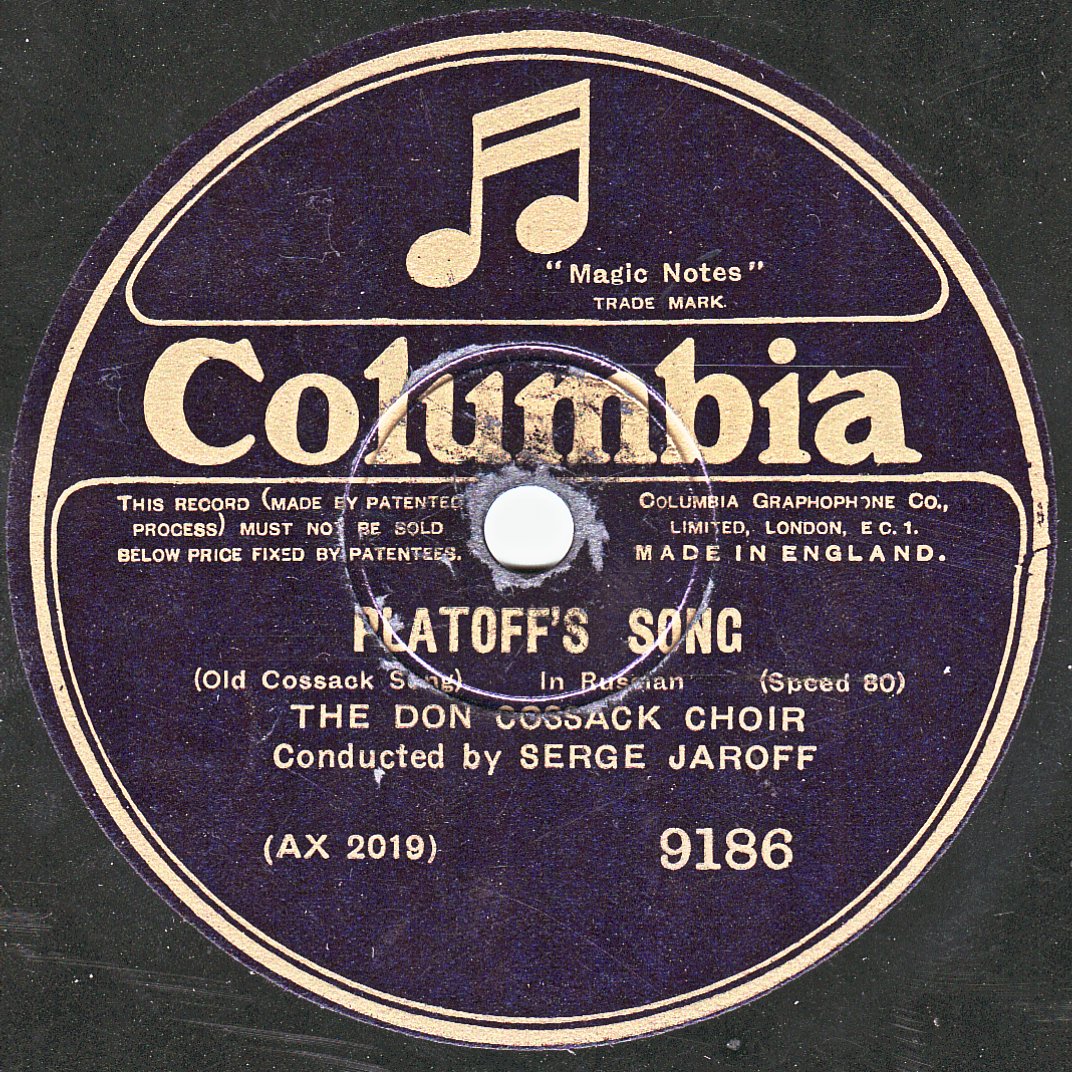 “Magic Notes”
TRADE MARK.
Columbia
THIS RECORD (MADE BY PATENTED
PROCESS) MUST NOT BE SOLD
BELOW PRICE FIXED BY PATENTEES.
COLUMBIA GRAPHOPHONE CO.,
LIMITED, LONDON, E C. 1.
MADE IN ENGLAND.
PLATOFF'S SONG
(Old Cossack Song) In Russian (Speed 80)
THE DON COSSACK CHOIR
Conducted by SERGE JAROFF
(AX 2019) 9186